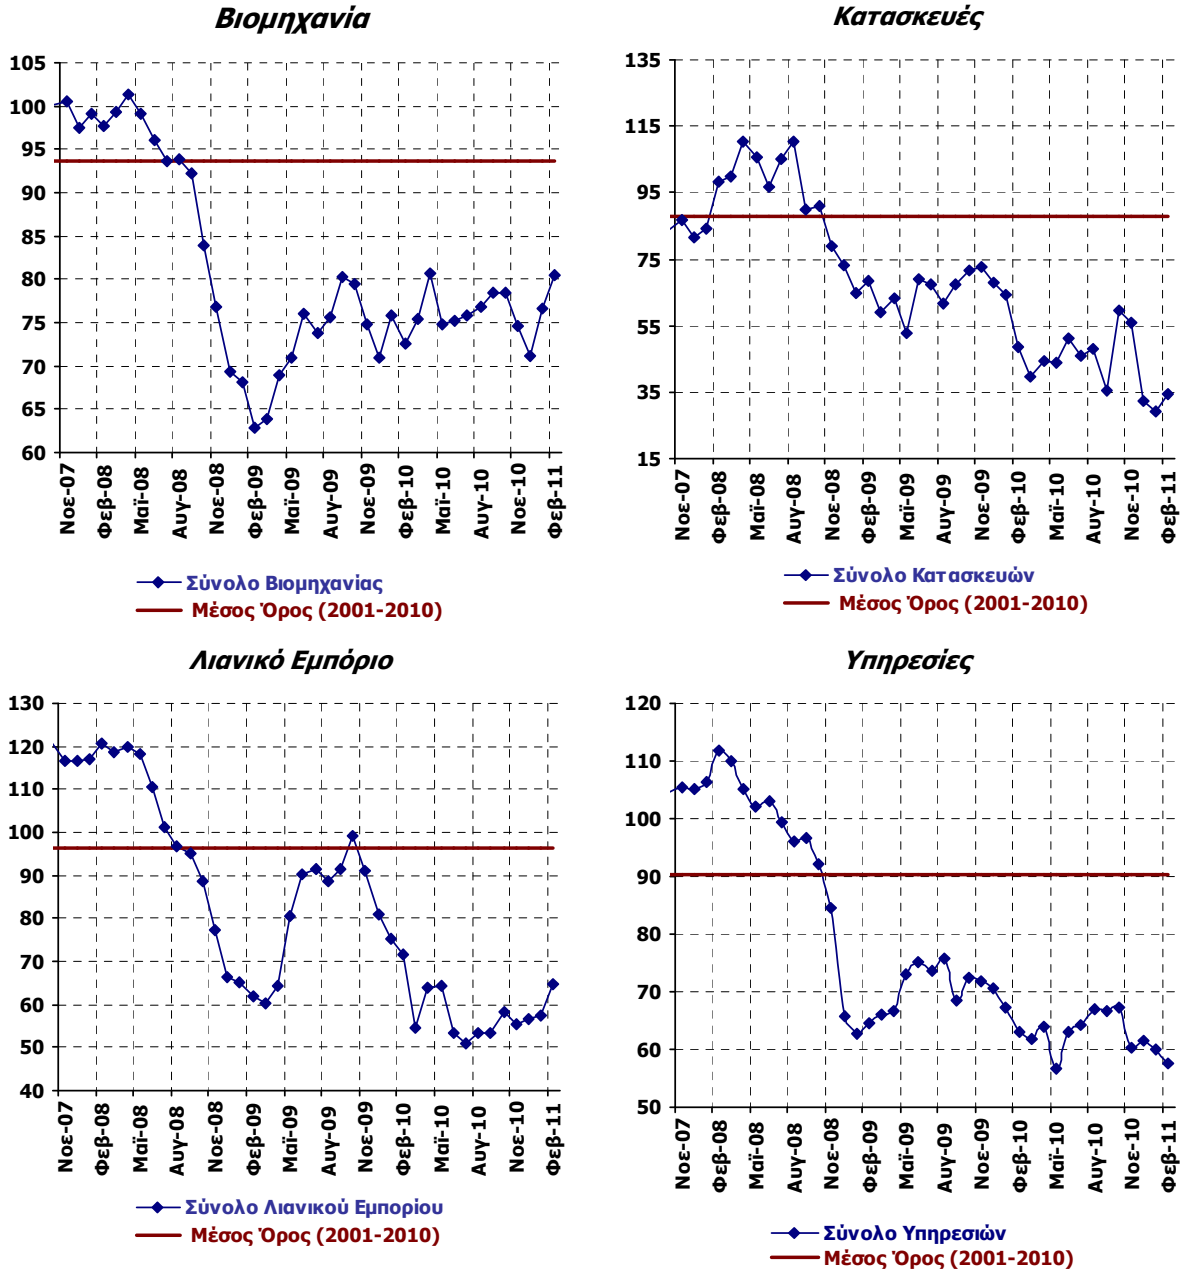 Βιομηχανία
105
100
95
90
85
80
75
70
65
60
Νοε-07
Φεβ-08
Μαϊ-08
Αυγ-08
Νοε-08
Φεβ-09
Μαϊ-09
Αυγ-09
Νοε-09
Φεβ-10
Μαϊ-10
Αυγ-10
Νοε-10
Φεβ-11
Σύνολο Βιομηχανίας
Μέσος Όρος (2001-2010)
Κατασκευές
135
115
95
75
55
35
15
Νοε-07
Φεβ-08
Μαϊ-08
Αυγ-08
Νοε-08
Φεβ-09
Μαϊ-09
Αυγ-09
Νοε-09
Φεβ-10
Μαϊ-10
Αυγ-10
Νοε-10
Φεβ-11
Σύνολο Κατασκευών
Μέσος Όρος (2001-2010)
Λιανικό Εμπόριο
130
120
110
100
90
80
70
60
50
40
Νοε-07
Φεβ-08
Μαϊ-08
Αυγ-08
Νοε-08
Φεβ-09
Μαϊ-09
Αυγ-09
Νοε-09
Φεβ-10
Μαϊ-10
Αυγ-10
Νοε-10
Φεβ-11
Σύνολο Λιανικού Εμπορίου
Μέσος Όρος (2001-2010)
Υπηρεσίες
120
110
100
90
80
70
60
50
Νοε-07
Φεβ-08
Μαϊ-08
Αυγ-08
Νοε-08
Φεβ-09
Μαϊ-09
Αυγ-09
Νοε-09
Φεβ-10
Μαϊ-10
Αυγ-10
Νοε-10
Φεβ-11
Σύνολο Υπηρεσιών
Μέσος Όρος (2001-2010)